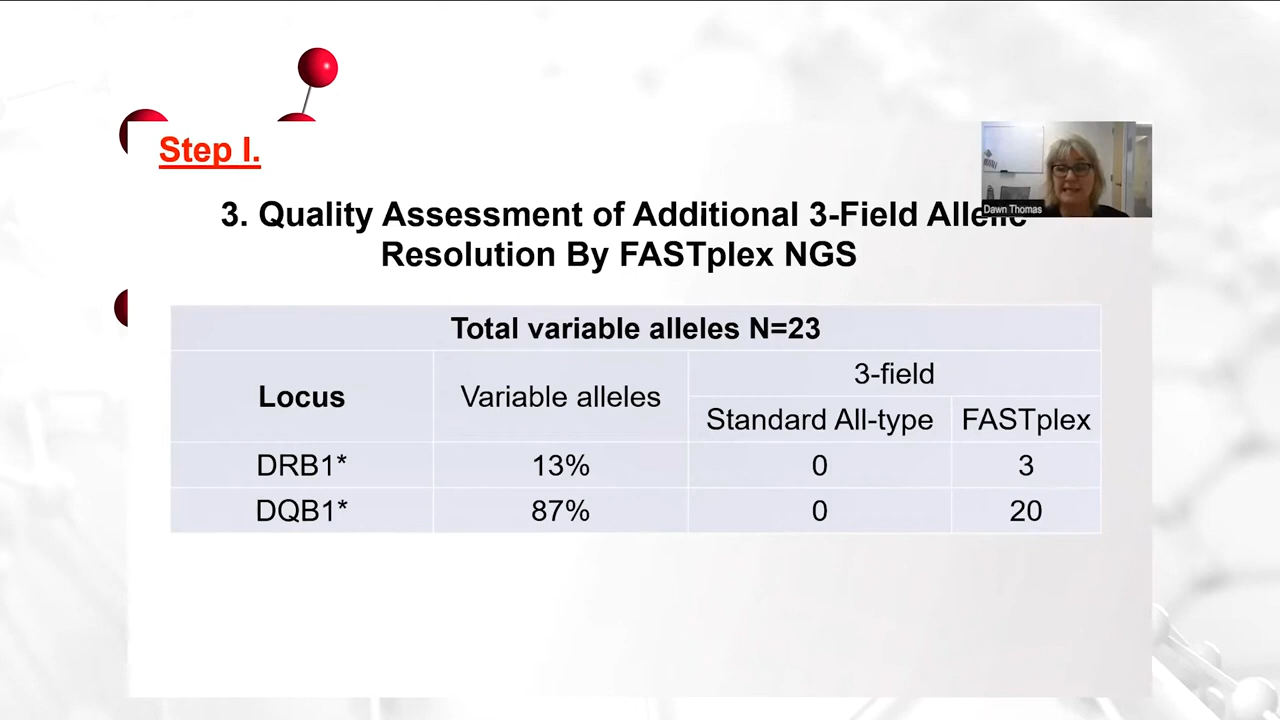 Step I.
Dawn Thomas
3. Quality Assessment of Additional 3-Field Allelic
Resolution By FASTplex NGS
Total variable alleles N=23
Locus
Variable alleles
3-field
Standard All-type
FASTplex
DRB1*
13%
0
3
DQB1*
87%
0
20